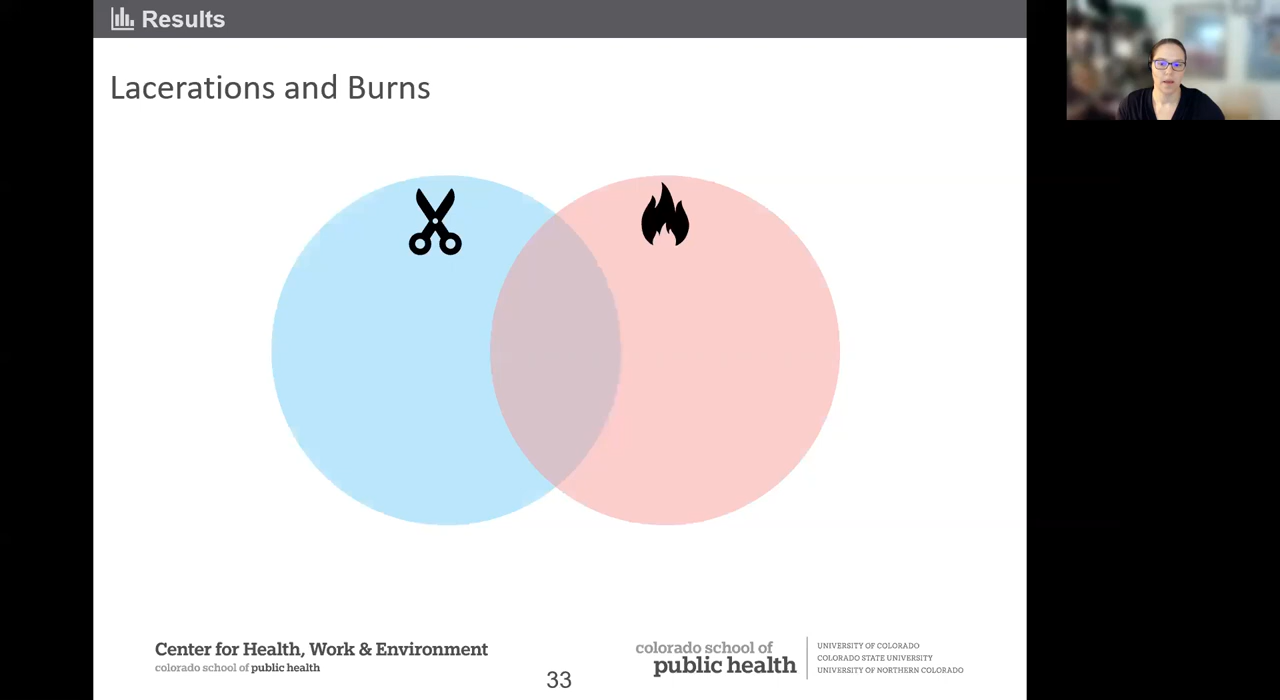 Results
Lacerations and Burns
Center for Health, Work & Environment
colorado school of public health
33
colorado school of
public health
UNIVERSITY OF COLORADO
COLORADO STATE UNIVERSITY
UNIVERSITY OF NORTHERN COLORADO